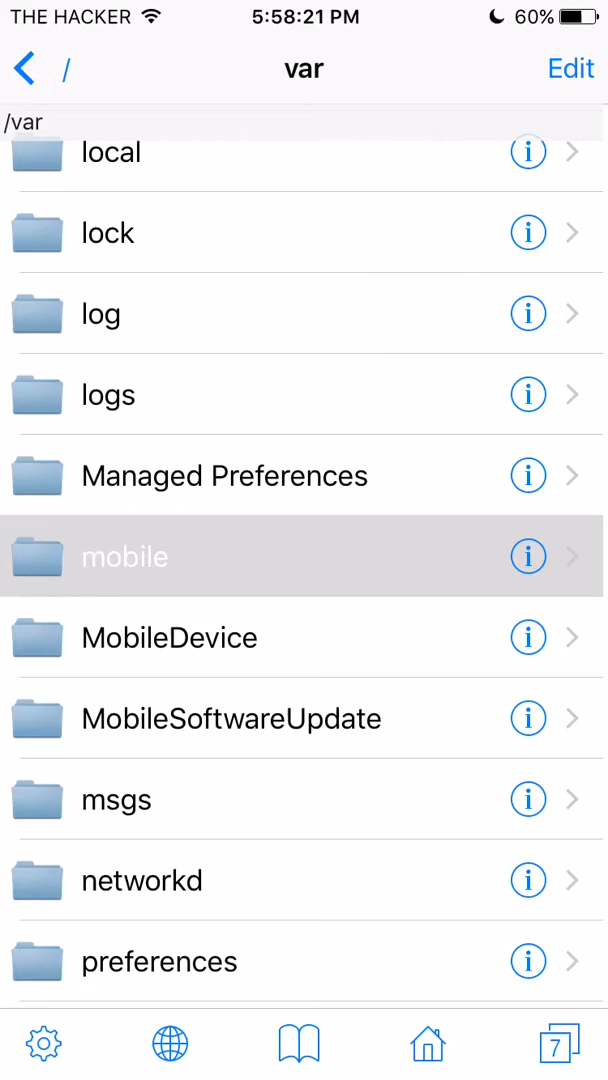 THE HACKER 5:58:21 PM 60%
/ var Edit
/var
local
lock
log
logs
Managed Preferences
mobile
MobileDevice
MobileSoftwareUpdate
msgs
networkd
preferences
7